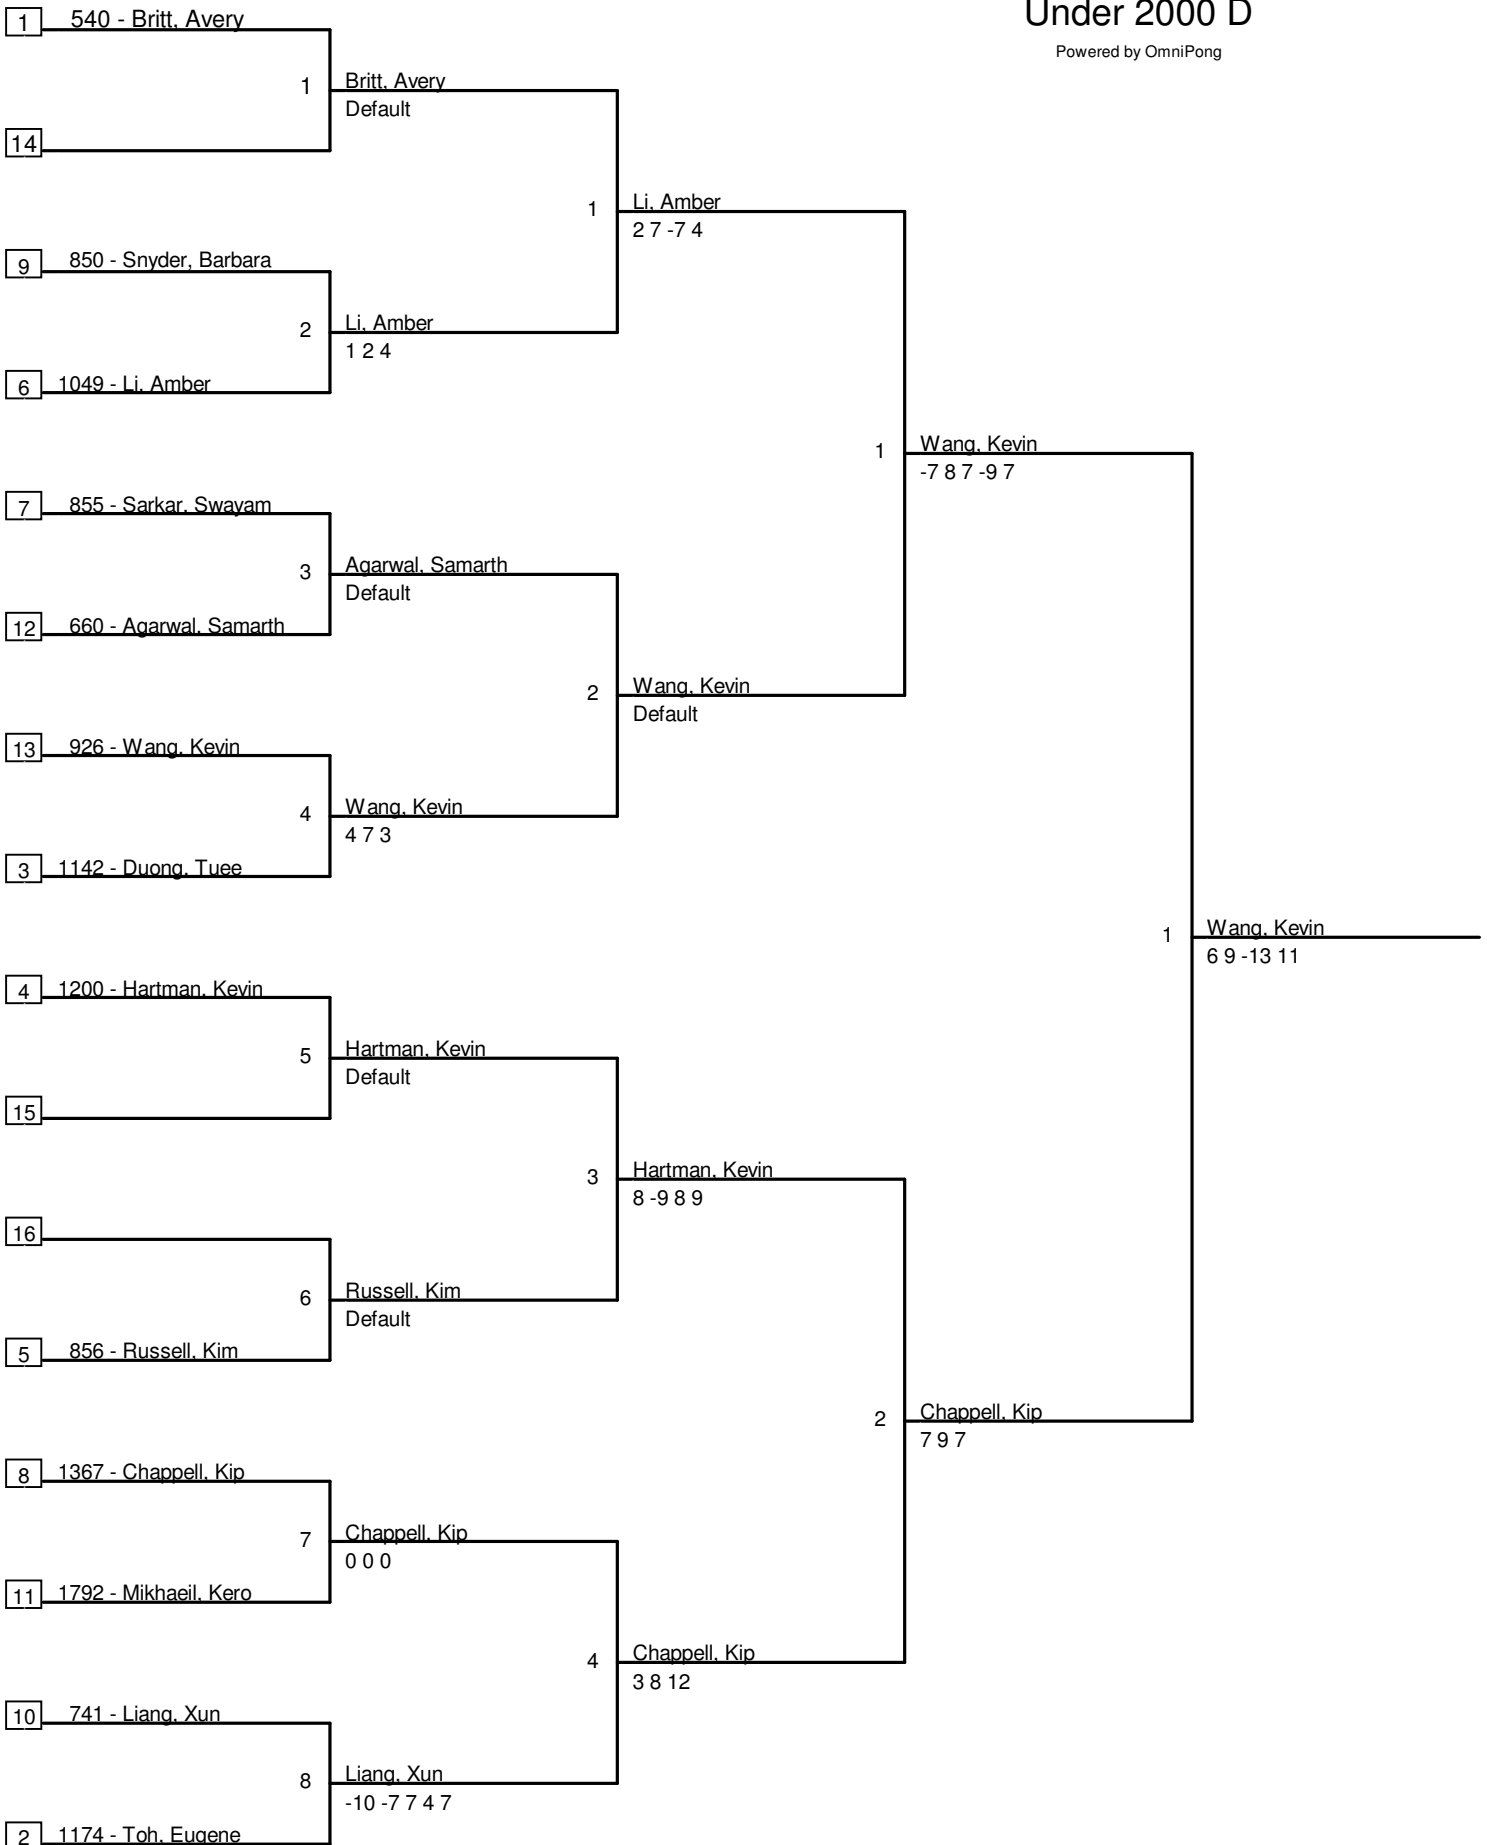 Under 2000 D
Powered by OmniPong
1 540 - Britt, Avery
1 Britt, Avery
Default
14
1 Li, Amber
2 7 -7 4
9 850 - Snyder, Barbara
2 Li, Amber
1 2 4
6 1049 - Li, Amber
1 Wang, Kevin
-7 8 7 -9 7
7 855 - Sarkar, Swayam
3 Agarwal, Samarth
Default
12 660 - Agarwal, Samarth
2 Wang, Kevin
Default
13 926 - Wang, Kevin
4 Wang, Kevin
4 7 3
3 1142 - Duong, Tuee
1 Wang, Kevin
6 9 -13 11
4 1200 - Hartman, Kevin
5 Hartman, Kevin
Default
15
3 Hartman, Kevin
8 -9 8 9
16
6 Russell, Kim
Default
5 856 - Russell, Kim
2 Chappell, Kip
7 9 7
8 1367 - Chappell, Kip
7 Chappell, Kip
0 0 0
11 1792 - Mikhaeil, Kero
4 Chappell, Kip
3 8 12
10 741 - Liang, Xun
8 Liang, Xun
-10 -7 7 4 7
2 1174 - Toh, Eugene